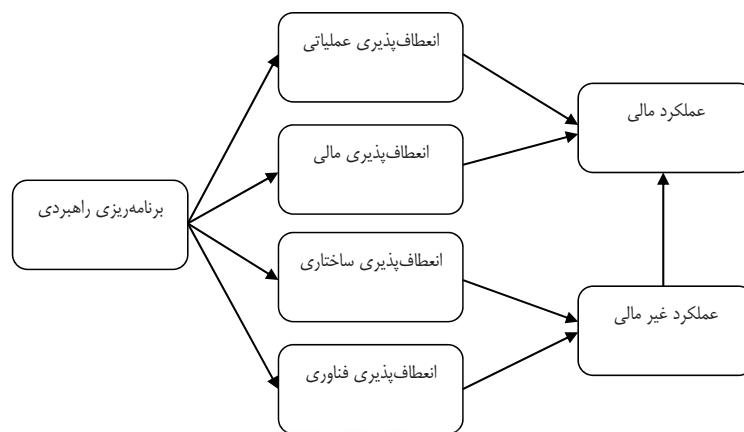 انعطاف‌پذیری عملیاتی
عملکرد مالی
انعطاف‌پذیری مالی
برنامه‌ریزی راهبردی
انعطاف‌پذیری ساختاری
عملکرد غیر مالی
انعطاف‌پذیری فناوری